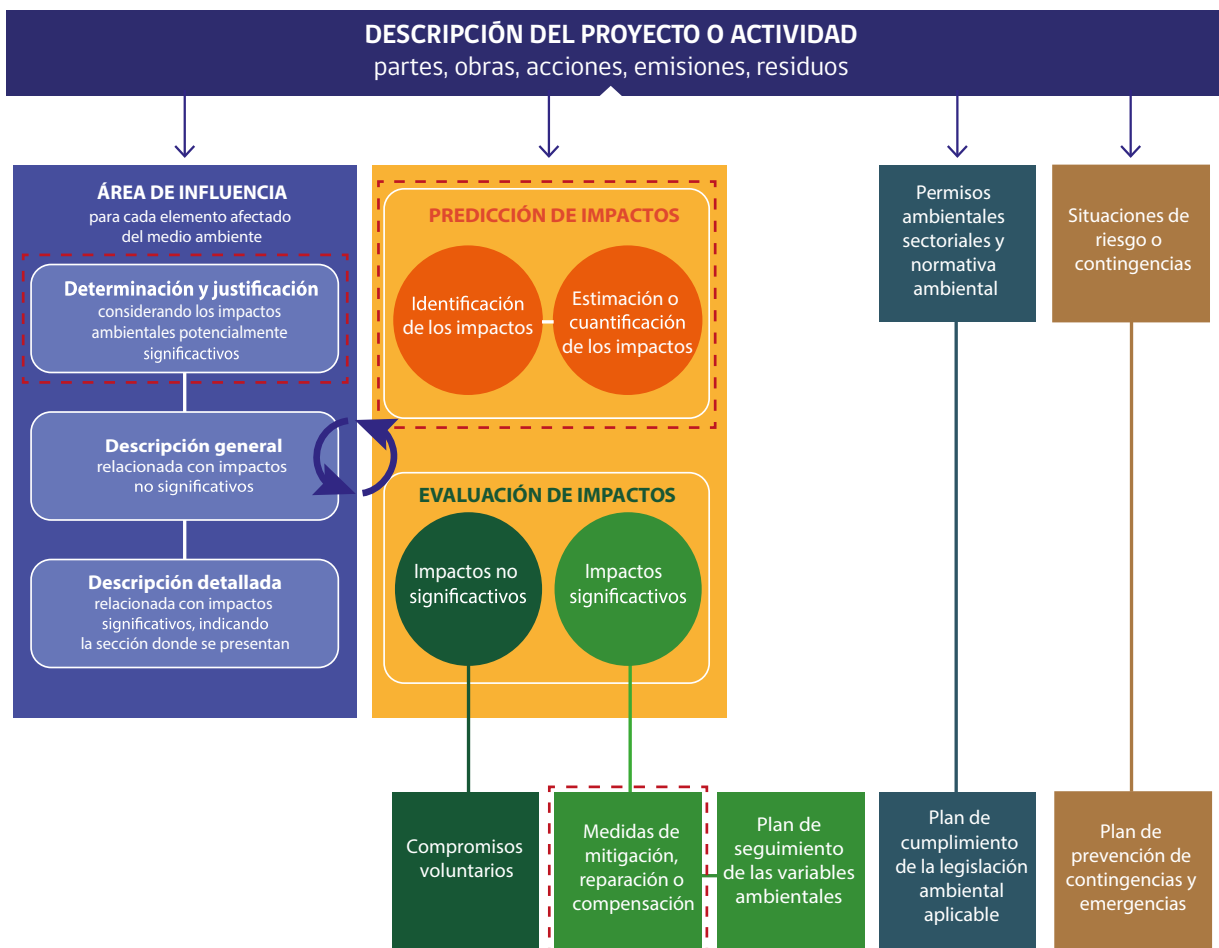 DESCRIPCIÓN DEL PROYECTO O ACTIVIDAD
partes, obras, acciones, emisiones, residuos
ÁREA DE INFLUENCIA
para cada elemento afectado
del medio ambiente
Determinación y justificación
considerando los impactos
ambientales potencialmente
significactivos
Descripción general
relacionada con impactos
no significativos
Descripción detallada
relacionada con impactos
significativos, indicando
la sección donde se presentan
PREDICCIÓN DE IMPACTOS
Identificación
de los impactos
Estimación o
cuantificación
de los impactos
EVALUACIÓN DE IMPACTOS
Impactos no
significativos
Impactos
significactivos
Permisos
ambientales
sectoriales y
normativa
ambiental
Situaciones de
riesgo o
contingencias
Compromisos
voluntarios
Medidas de
mitigación,
reparación o
compensación
Plan de
seguimiento
de las variables
ambientales
Plan de
cumplimiento
de la legislación
ambiental
aplicable
Plan de
prevención de
contingencias y
emergencias